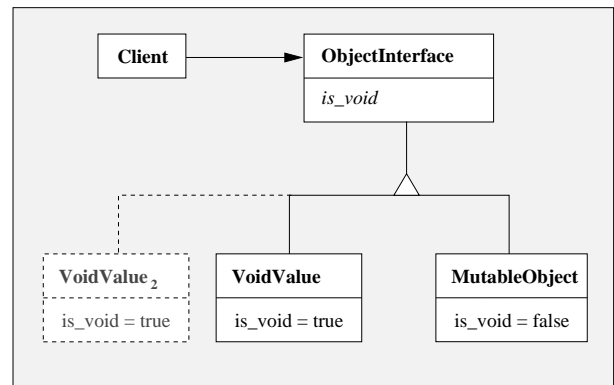 Client
ObjectInterface
is_void
VoidValue 2
is_void = true
VoidValue
is_void = true
MutableObject
is_void = false